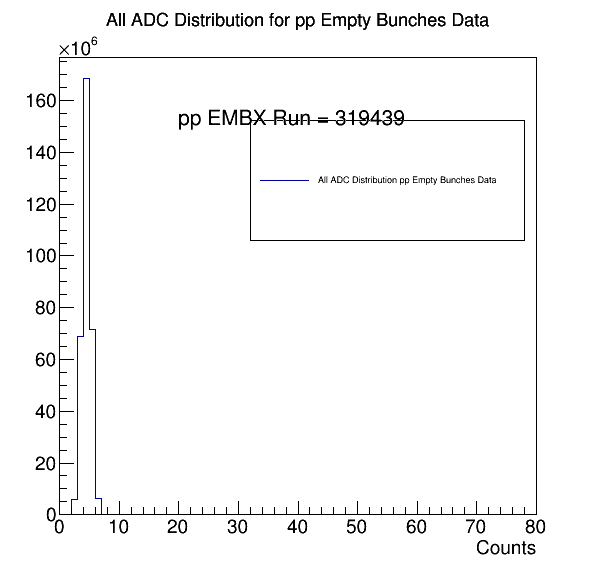 All ADC Distribution for pp Empty Bunches Data
×10⁶
pp EMBX Run = 319439
All ADC Distribution pp Empty Bunches Data
160
140
120
100
80
60
40
20
0
0 10 20 30 40 50 60 70 80
Counts